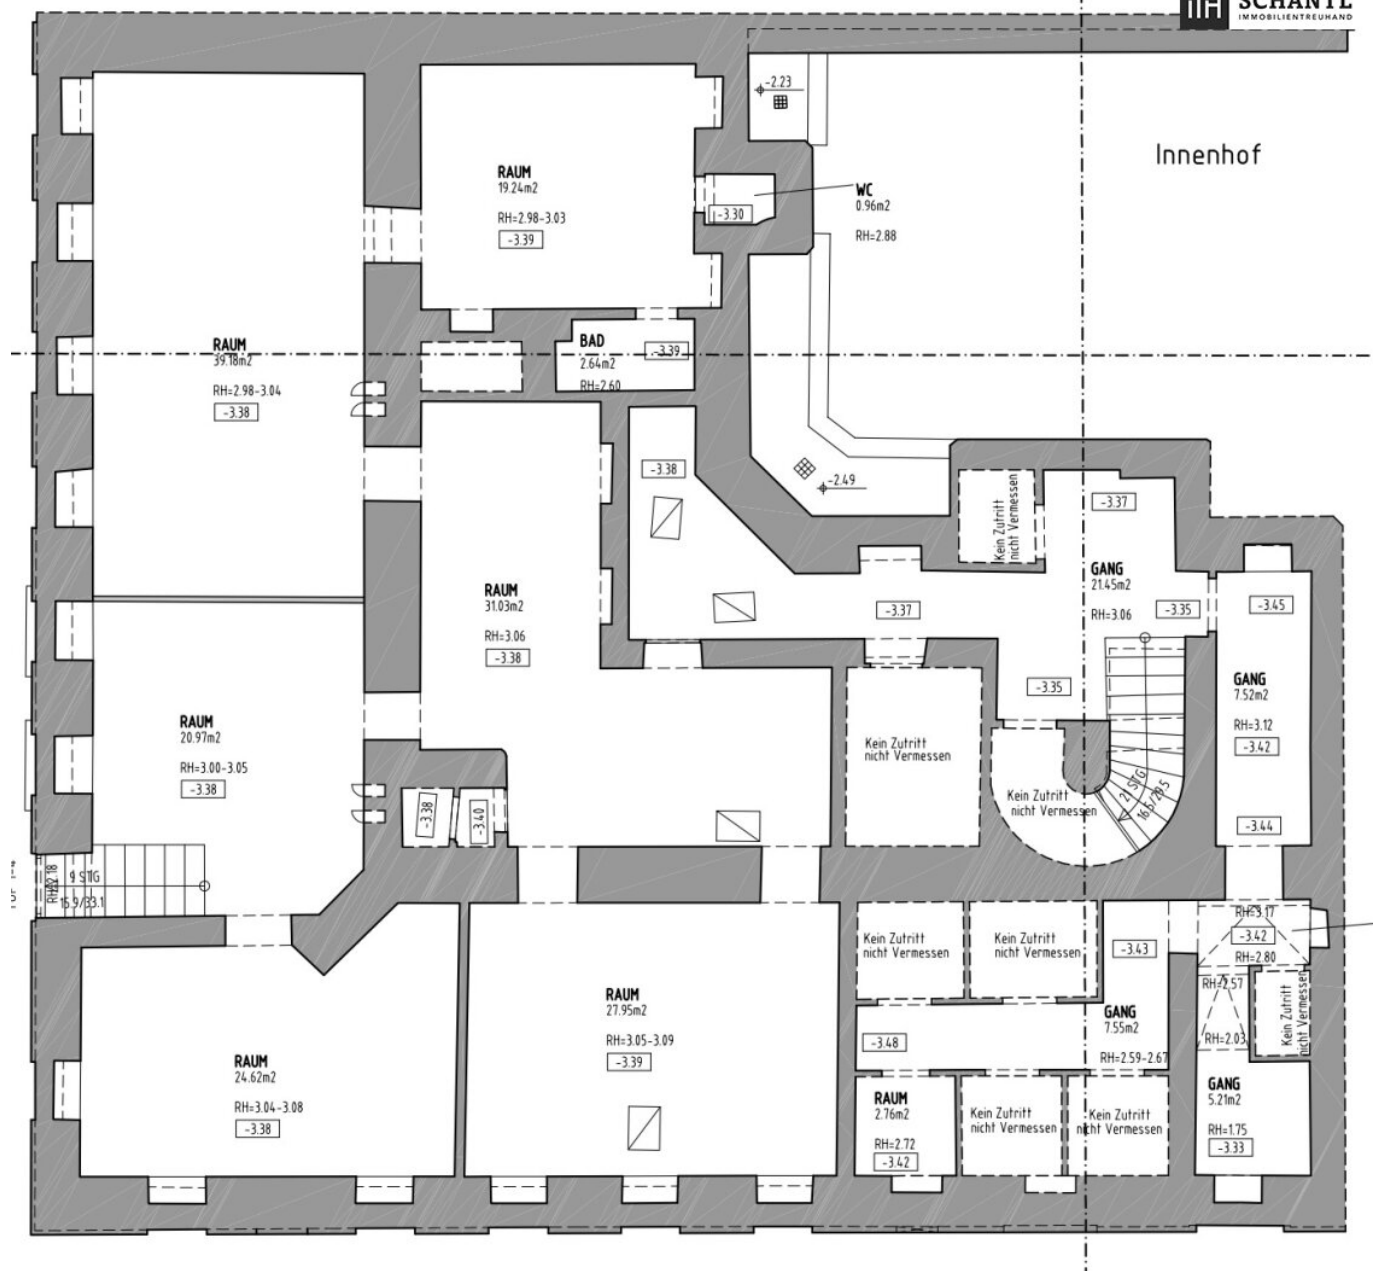 SCHANTL
IMMOBILIENTREUHAND
-2.23
Innenhof
RAUM
19.24m2
RH=2.98-3.03
-3.39
-3.30
WC
0.96m2
RH=2.88
RAUM
39.18m2
RH=2.98-3.04
-3.38
BAD
2.64m2
RH=2.60
-3.39
-3.38
-2.49
Kein Zutritt
nicht Vermessen
-3.37
GANG
21.45m2
RH=3.06
-3.35
-3.45
-3.37
RAUM
31.03m2
RH=3.06
-3.38
-3.35
GANG
7.52m2
RH=3.12
-3.42
RAUM
20.97m2
RH=3.00-3.05
-3.38
Kein Zutritt
nicht Vermessen
Kein Zutritt
nicht Vermessen
21 STG
-3.38
-3.40
-3.44
9 STG
15.9/33.1
RH=2.18
RH=3.17
-3.42
RH=2.80
Kein Zutritt
nicht Vermessen
Kein Zutritt
nicht Vermessen
-3.43
RH=2.57
RH=2.03
Kein Zutritt
nicht Vermessen
RAUM
27.95m2
RH=3.05-3.09
-3.39
GANG
7.55m2
RH=2.59-2.67
-3.48
RAUM
24.62m2
RH=3.04-3.08
-3.38
RAUM
2.76m2
RH=2.72
-3.42
Kein Zutritt
nicht Vermessen
Kein Zutritt
nicht Vermessen
GANG
5.21m2
RH=1.75
-3.33